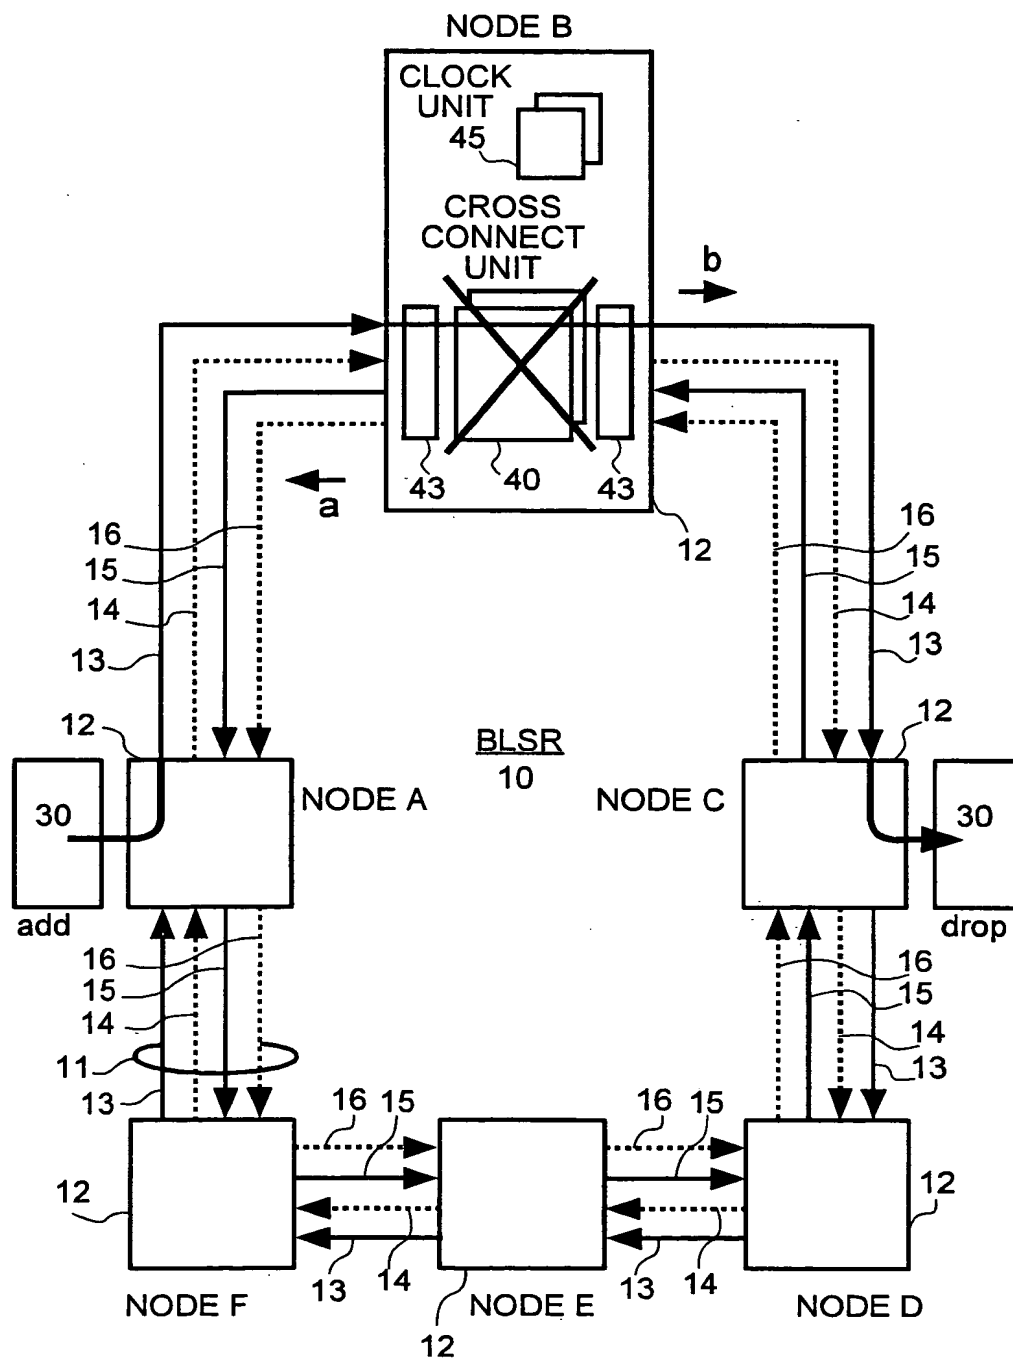 NODE B
CLOCK
UNIT
45
CROSS
CONNECT
UNIT
b
43
40
43
a
12
16
15
14
13
16
15
14
13
12
12
BLSR
10
30
NODE A
NODE C
30
add
drop
16
15
14
11
13
16
15
14
13
16
15
16
15
12
12
13
14
13
14
12
NODE F
NODE E
NODE D